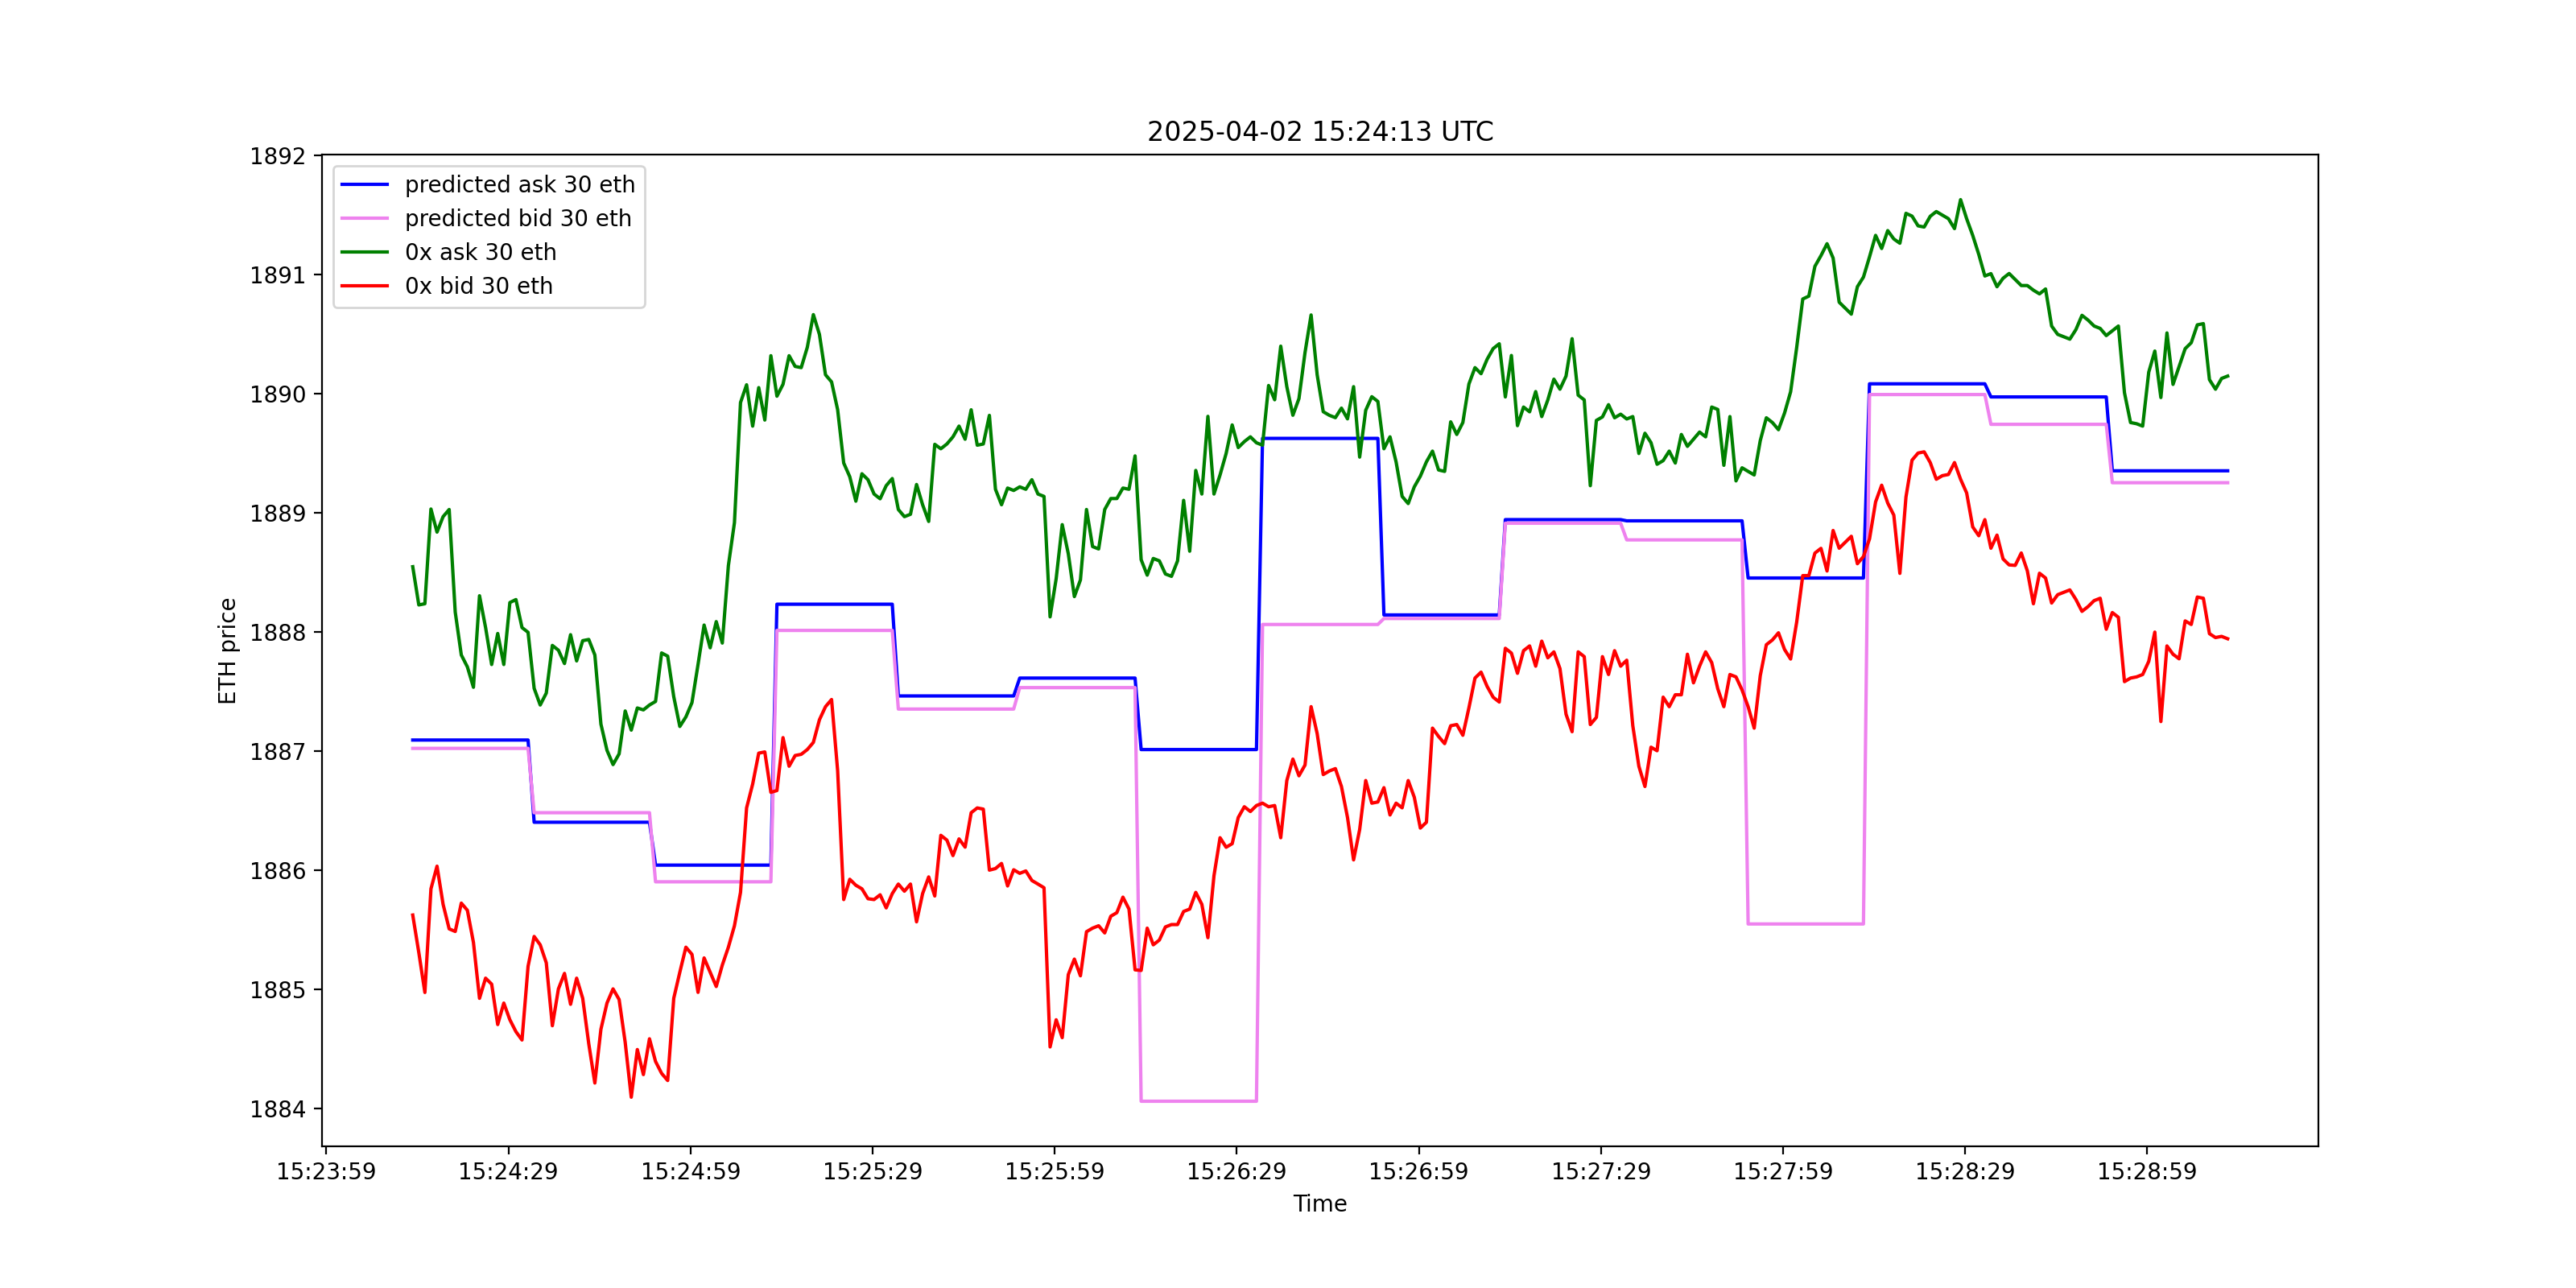 2025-04-02 15:24:13 UTC
predicted ask 30 eth
predicted bid 30 eth
0x ask 30 eth
0x bid 30 eth
1892
1891
1890
1889
1888
1887
1886
1885
1884
ETH price
15:23:59 15:24:29 15:24:59 15:25:29 15:25:59 15:26:29 15:26:59 15:27:29 15:27:59 15:28:29 15:28:59
Time